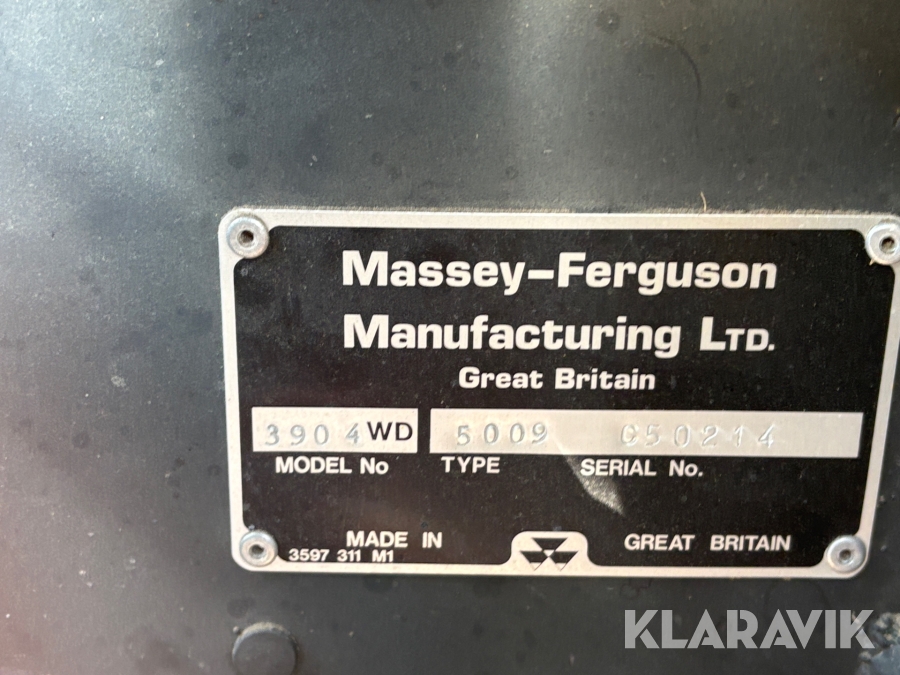 Massey-Ferguson
Manufacturing LTD.
Great Britain
3904WD 5009 C50214
MODEL No TYPE SERIAL No.
MADE IN GREAT BRITAIN
3597 311 M1
KLARAVIK